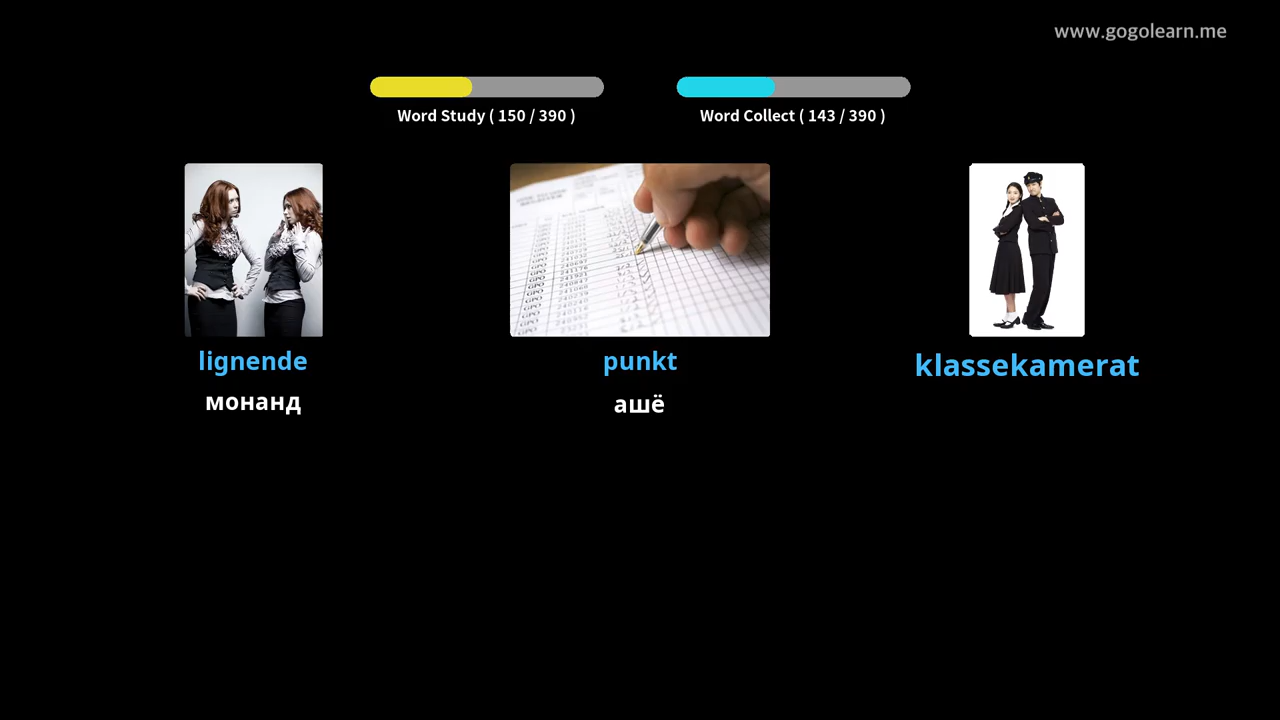 www.gogolearn.me
Word Study ( 150 / 390 )
Word Collect ( 143 / 390 )
lignende
punkt
klassekamerat
монанд
ашё